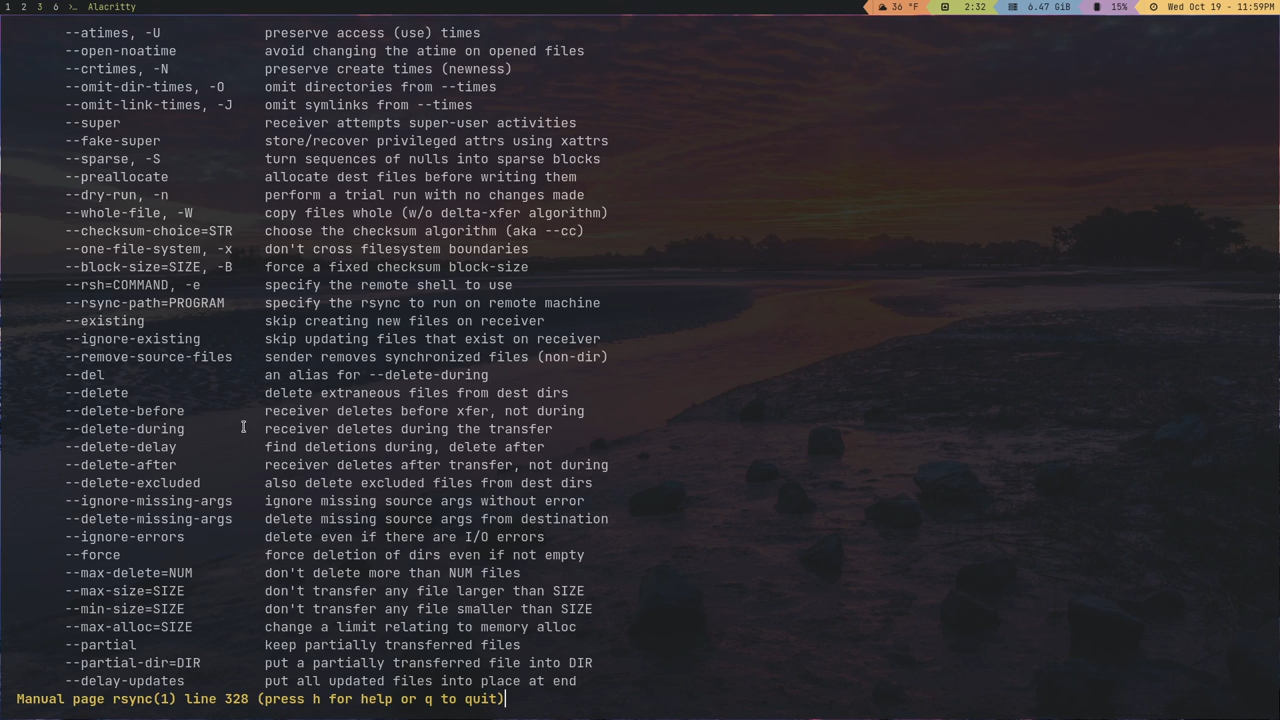 1 2 3 6 >_ Alacritty 36 °F 2:32 6.47 GiB 15% Wed Oct 19 - 11:59PM
--atimes, -U preserve access (use) times
--open-noatime avoid changing the atime on opened files
--crtimes, -N preserve create times (newness)
--omit-dir-times, -O omit directories from --times
--omit-link-times, -J omit symlinks from --times
--super receiver attempts super-user activities
--fake-super store/recover privileged attrs using xattrs
--sparse, -S turn sequences of nulls into sparse blocks
--preallocate allocate dest files before writing them
--dry-run, -n perform a trial run with no changes made
--whole-file, -W copy files whole (w/o delta-xfer algorithm)
--checksum-choice=STR choose the checksum algorithm (aka --cc)
--one-file-system, -x don't cross filesystem boundaries
--block-size=SIZE, -B force a fixed checksum block-size
--rsh=COMMAND, -e specify the remote shell to use
--rsync-path=PROGRAM specify the rsync to run on remote machine
--existing skip creating new files on receiver
--ignore-existing skip updating files that exist on receiver
--remove-source-files sender removes synchronized files (non-dir)
--del an alias for --delete-during
--delete delete extraneous files from dest dirs
--delete-before receiver deletes before xfer, not during
--delete-during receiver deletes during the transfer
--delete-delay find deletions during, delete after
--delete-after receiver deletes after transfer, not during
--delete-excluded also delete excluded files from dest dirs
--ignore-missing-args ignore missing source args without error
--delete-missing-args delete missing source args from destination
--ignore-errors delete even if there are I/O errors
--force force deletion of dirs even if not empty
--max-delete=NUM don't delete more than NUM files
--max-size=SIZE don't transfer any file larger than SIZE
--min-size=SIZE don't transfer any file smaller than SIZE
--max-alloc=SIZE change a limit relating to memory alloc
--partial keep partially transferred files
--partial-dir=DIR put a partially transferred file into DIR
--delay-updates put all updated files into place at end
Manual page rsync(1) line 328 (press h for help or q to quit)